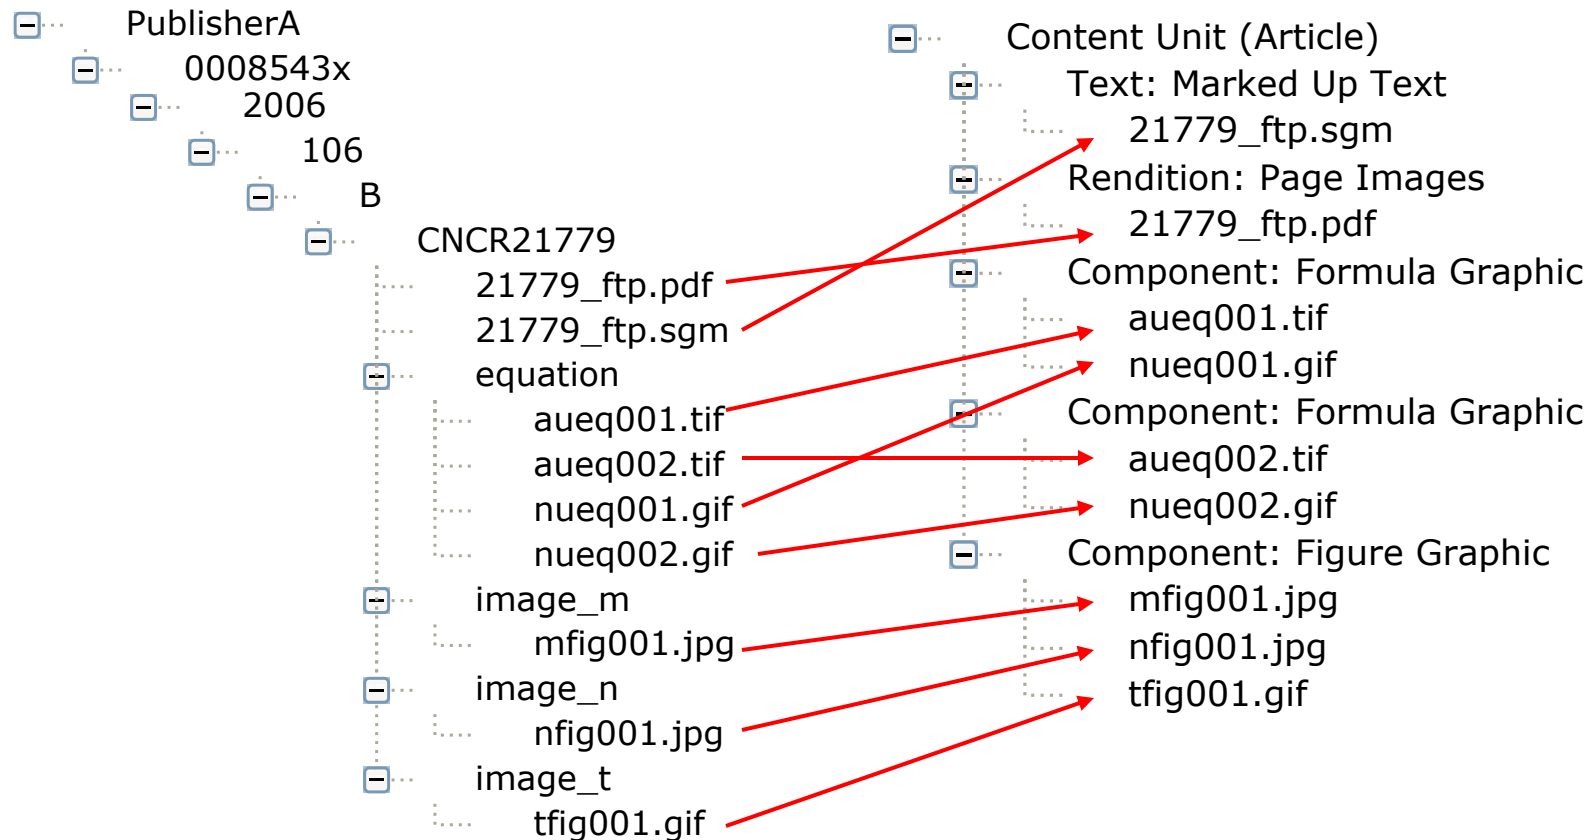 PublisherA
0008543x
2006
106
B
CNCR21779
21779_ftp.pdf
21779_ftp.sgm
equation
aueq001.tif
aueq002.tif
nueq001.gif
nueq002.gif
image_m
mfig001.jpg
image_n
nfig001.jpg
image_t
tfig001.gif
Content Unit (Article)
Text: Marked Up Text
21779_ftp.sgm
Rendition: Page Images
21779_ftp.pdf
Component: Formula Graphic
aueq001.tif
nueq001.gif
Component: Formula Graphic
aueq002.tif
nueq002.gif
Component: Figure Graphic
mfig001.jpg
nfig001.jpg
tfig001.gif